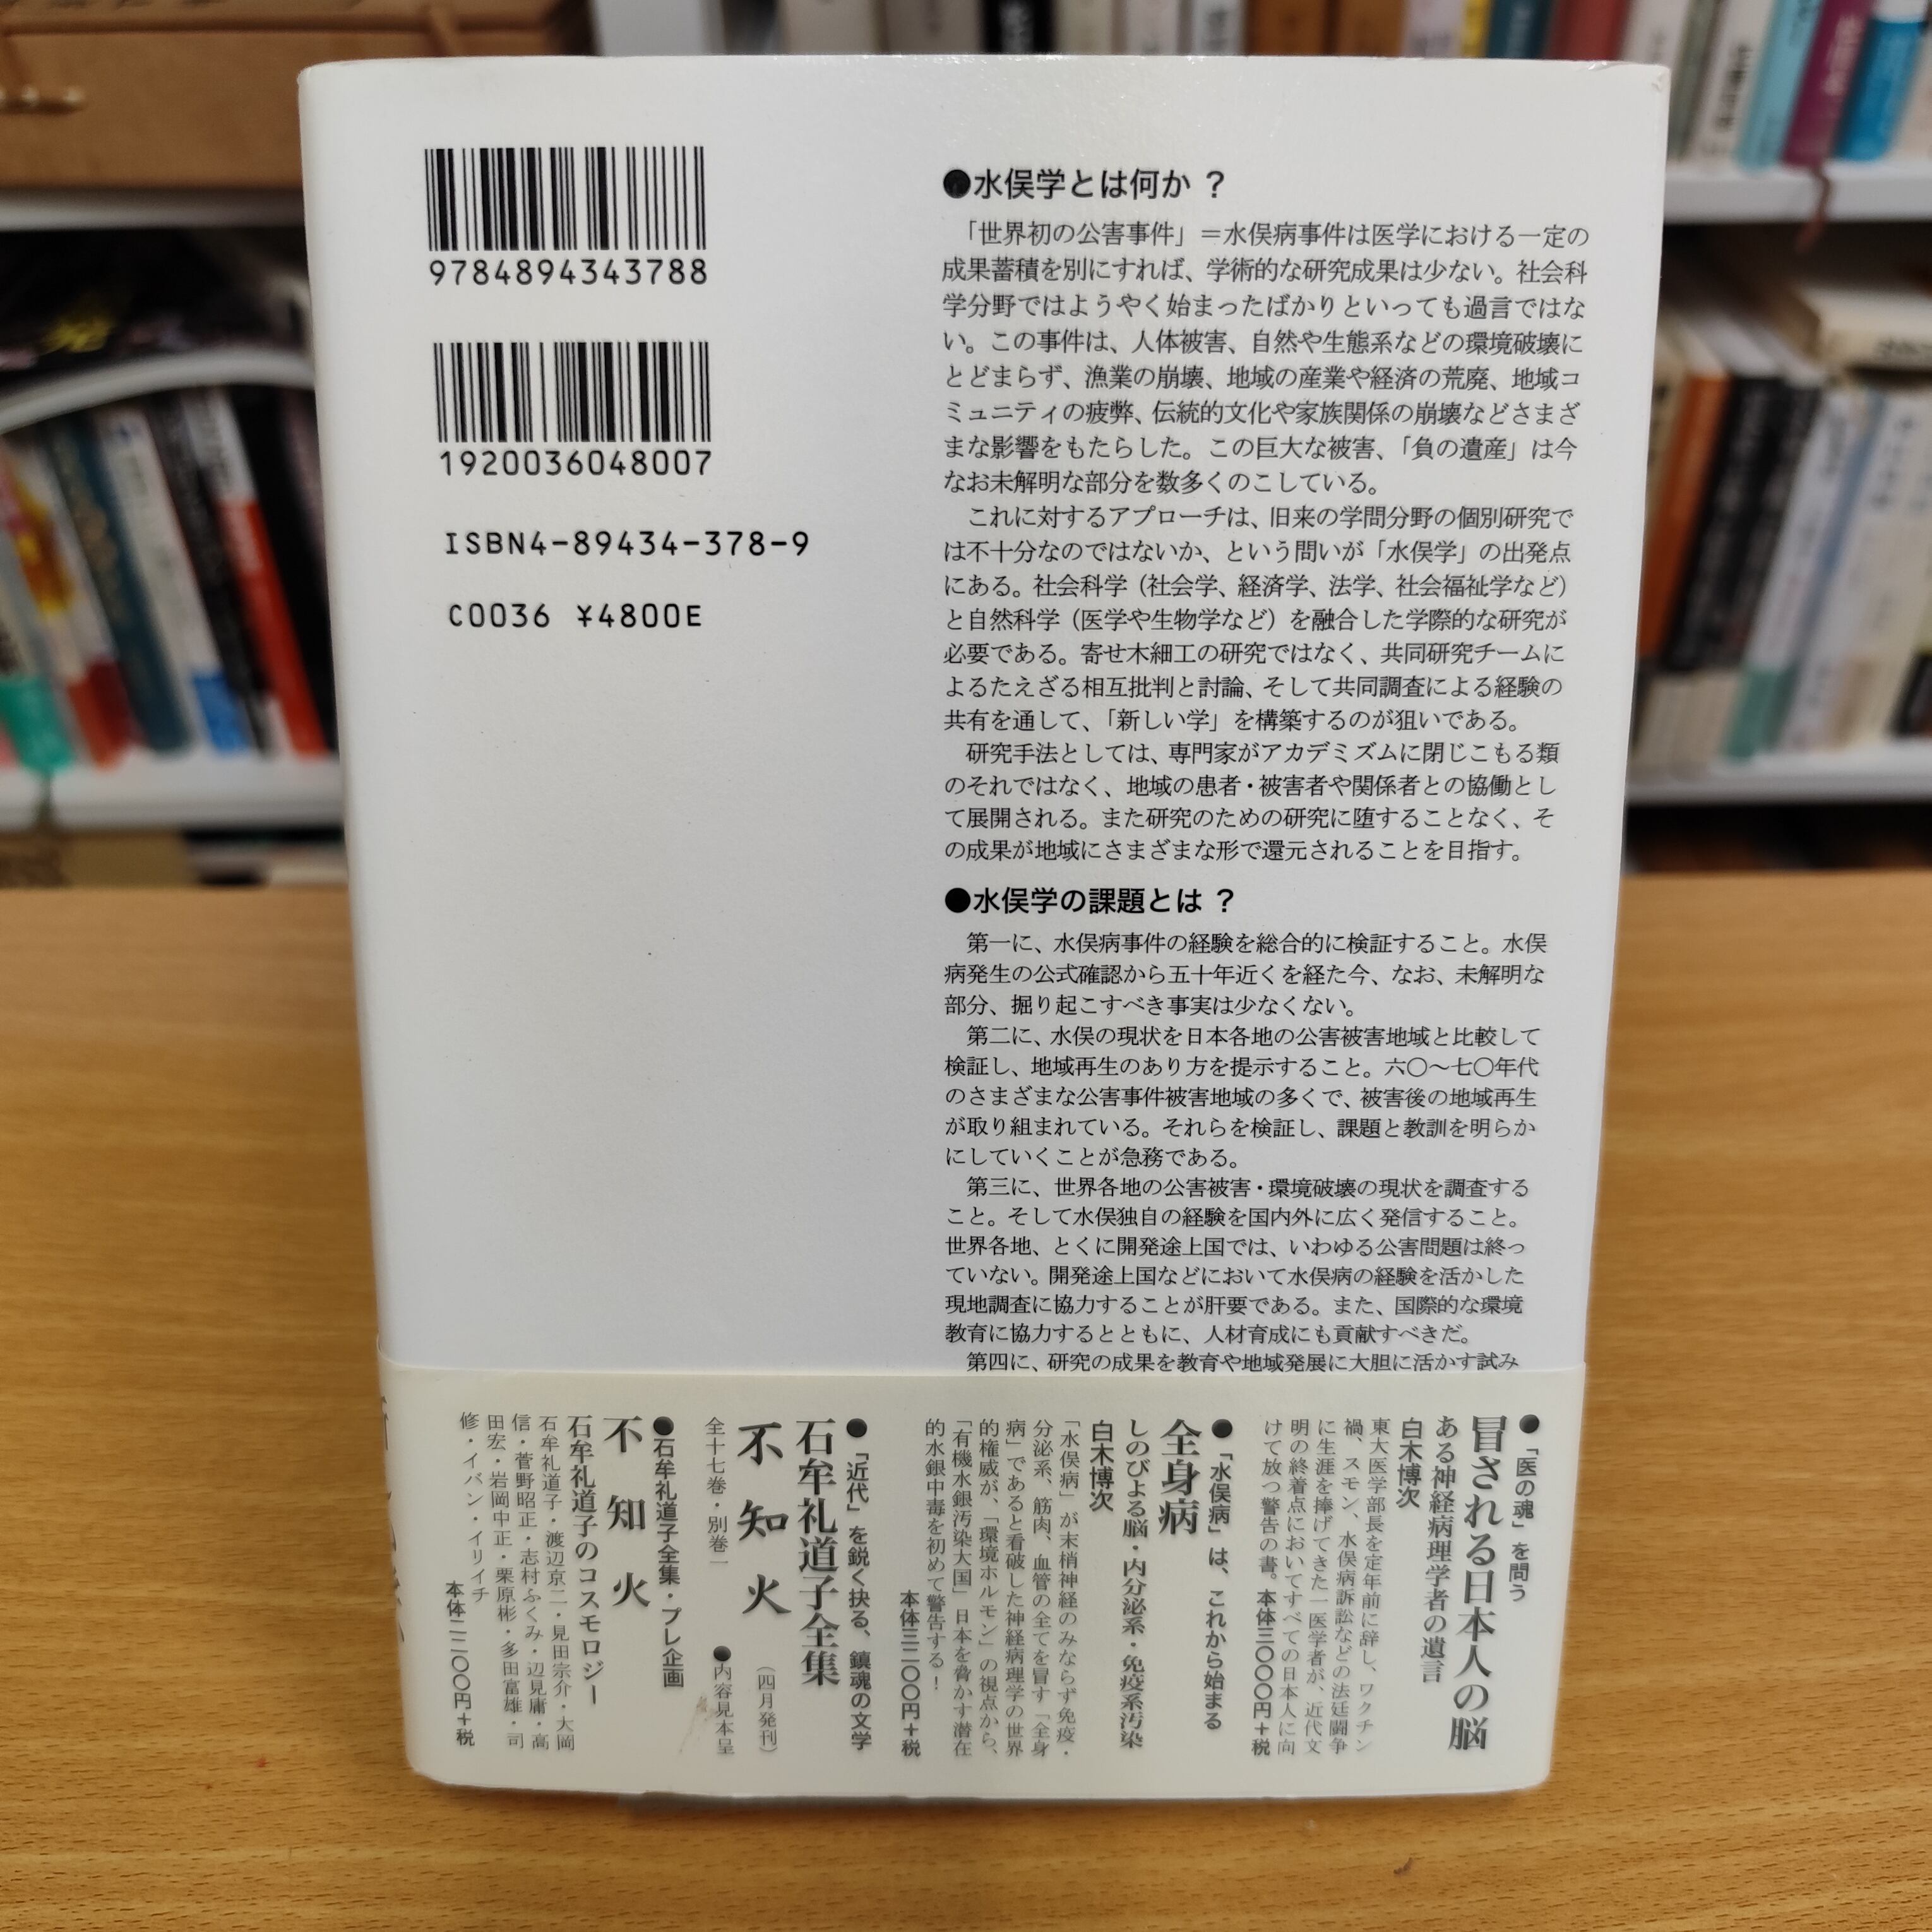 9784894343788
1920036048007
ISBN4-89434-378-9
C0036 ¥4800E
●水俣学とは何か？
「世界初の公害事件」＝水俣病事件は医学における一定の
成果蓄積を別にすれば、学術的な研究成果は少ない。社会科
学分野ではようやく始まったばかりといっても過言ではな
い。この事件は、人体被害、自然や生態系などの環境破壊に
とどまらず、漁業の崩壊、地域の産業や経済の荒廃、地域コ
ミュニティの疲弊、伝統的文化や家族関係の崩壊などさまざ
まな影響をもたらした。この巨大な被害、「負の遺産」は今
なお未解明な部分を数多くのこしている。
これに対するアプローチは、旧来の学問分野の個別研究で
は不十分なのではないか、という問いが「水俣学」の出発点
にある。社会科学（社会学、経済学、法学、社会福祉学など）
と自然科学（医学や生物学など）を融合した学際的な研究が
必要である。寄せ木細工の研究ではなく、共同研究チームに
よるたえざる相互批判と討論、そして共同調査による経験の
共有を通して、「新しい学」を構築するのが狙いである。
研究手法としては、専門家がアカデミズムに閉じこもる類
のそれではなく、地域の患者・被害者や関係者との協働とし
て展開される。また研究のための研究に堕することなく、そ
の成果が地域にさまざまな形で還元されることを目指す。
●水俣学の課題とは？
第一に、水俣病事件の経験を総合的に検証すること。水俣
病発生の公式確認から五十年近くを経た今、なお、未解明な
部分、掘り起こすべき事実は少なくない。
第二に、水俣の現状を日本各地の公害被害地域と比較して
検証し、地域再生のあり方を提示すること。六〇〜七〇年代
のさまざまな公害事件被害地域の多くで、被害後の地域再生
が取り組まれている。それらを検証し、課題と教訓を明らか
にしていくことが急務である。
第三に、世界各地の公害被害・環境破壊の現状を調査する
こと。そして水俣独自の経験を国内外に広く発信すること。
世界各地、とくに開発途上国では、いわゆる公害問題は終っ
ていない。開発途上国などにおいて水俣病の経験を活かした
現地調査に協力することが肝要である。また、国際的な環境
教育に協力するとともに、人材育成にも貢献すべきだ。
第四に、研究の成果を教育や地域発展に大胆に活かす試み
●「医の魂」を問う
冒される日本人の脳
ある神経病理学者の遺言
白木博次
東大医学部長を定年前に辞し、ワクチン
禍、スモン、水俣病訴訟などの法廷闘争
に生涯を捧げてきた一医学者が、近代文
明の終着点においてすべての日本人に向
けて放つ警告の書。本体三〇〇〇円＋税
●「水俣病」は、これから始まる
全身病
しのびよる脳・内分泌系・免疫系汚染
白木博次
「水俣病」が末梢神経のみならず免疫・
分泌系、筋肉、血管の全てを冒す「全身
病」であると看破した神経病理学の世界
的権威が、「環境ホルモン」の視点から、
「有機水銀汚染大国」日本を脅かす潜在
的水銀中毒を初めて警告する！
本体三二〇〇円＋税
●「近代」を鋭く抉る、鎮魂の文学
石牟礼道子全集
不知火
（四月発刊）
全十七巻・別巻一
●内容見本呈
●石牟礼道子全集・プレ企画
不知火
石牟礼道子のコスモロジー
石牟礼道子・渡辺京二・見田宗介・大岡
信・菅野昭正・志村ふくみ・辺見庸・高
田宏・岩岡中正・栗原彬・多田富雄・司
修・イバン・イリイチ
本体二二〇〇円＋税